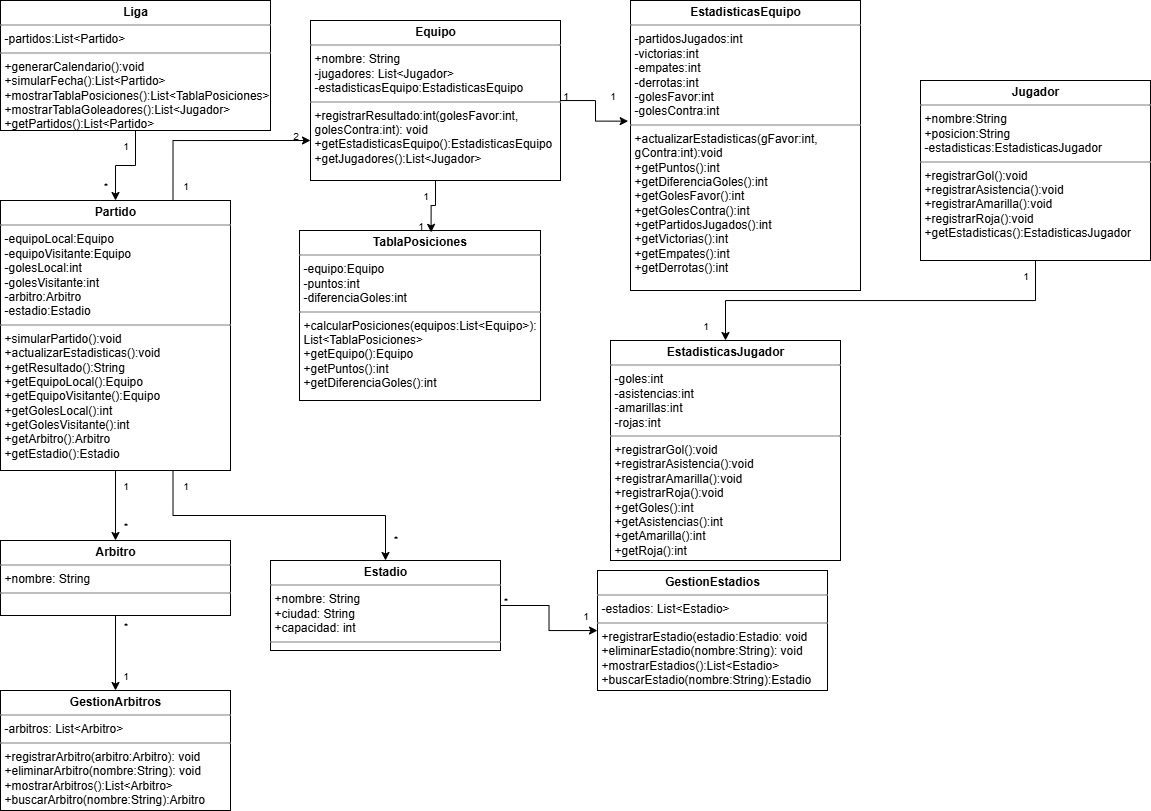 Liga
-partidos:List<Partido>
+generarCalendario():void
+simularFecha():List<Partido>
+mostrarTablaPosiciones():List<TablaPosiciones>
+mostrarTablaGoleadores():List<Jugador>
+getPartidos():List<Partido>
1
*
1
2
Equipo
+nombre: String
-jugadores: List<Jugador>
-estadisticasEquipo:EstadisticasEquipo
+registrarResultado:int(golesFavor:int,
golesContra:int): void
+getEstadisticasEquipo():EstadisticasEquipo
+getJugadores():List<Jugador>
1
1
1
1
EstadisticasEquipo
-partidosJugados:int
-victorias:int
-empates:int
-derrotas:int
-golesFavor:int
-golesContra:int
+actualizarEstadisticas(gFavor:int,
gContra:int):void
+getPuntos():int
+getDiferenciaGoles():int
+getGolesFavor():int
+getGolesContra():int
+getPartidosJugados():int
+getVictorias():int
+getEmpates():int
+getDerrotas():int
Jugador
+nombre:String
+posicion:String
-estadisticas:EstadisticasJugador
+registrarGol():void
+registrarAsistencia():void
+registrarAmarilla():void
+registrarRoja():void
+getEstadisticas():EstadisticasJugador
1
1
Partido
-equipoLocal:Equipo
-equipoVisitante:Equipo
-golesLocal:int
-golesVisitante:int
-arbitro:Arbitro
-estadio:Estadio
+simularPartido():void
+actualizarEstadisticas():void
+getResultado():String
+getEquipoLocal():Equipo
+getEquipoVisitante():Equipo
+getGolesLocal():int
+getGolesVisitante():int
+getArbitro():Arbitro
+getEstadio():Estadio
1
*
1
*
TablaPosiciones
-equipo:Equipo
-puntos:int
-diferenciaGoles:int
+calcularPosiciones(equipos:List<Equipo>):
List<TablaPosiciones>
+getEquipo():Equipo
+getPuntos():int
+getDiferenciaGoles():int
EstadisticasJugador
-goles:int
-asistencias:int
-amarillas:int
-rojas:int
+registrarGol():void
+registrarAsistencia():void
+registrarAmarilla():void
+registrarRoja():void
+getGoles():int
+getAsistencias():int
+getAmarilla():int
+getRoja():int
Arbitro
+nombre: String
*
1
Estadio
+nombre: String
+ciudad: String
+capacidad: int
*
1
GestionEstadios
-estadios: List<Estadio>
+registrarEstadio(estadio:Estadio: void
+eliminarEstadio(nombre:String): void
+mostrarEstadios():List<Estadio>
+buscarEstadio(nombre:String):Estadio
GestionArbitros
-arbitros: List<Arbitro>
+registrarArbitro(arbitro:Arbitro): void
+eliminarArbitro(nombre:String): void
+mostrarArbitros():List<Arbitro>
+buscarArbitro(nombre:String):Arbitro